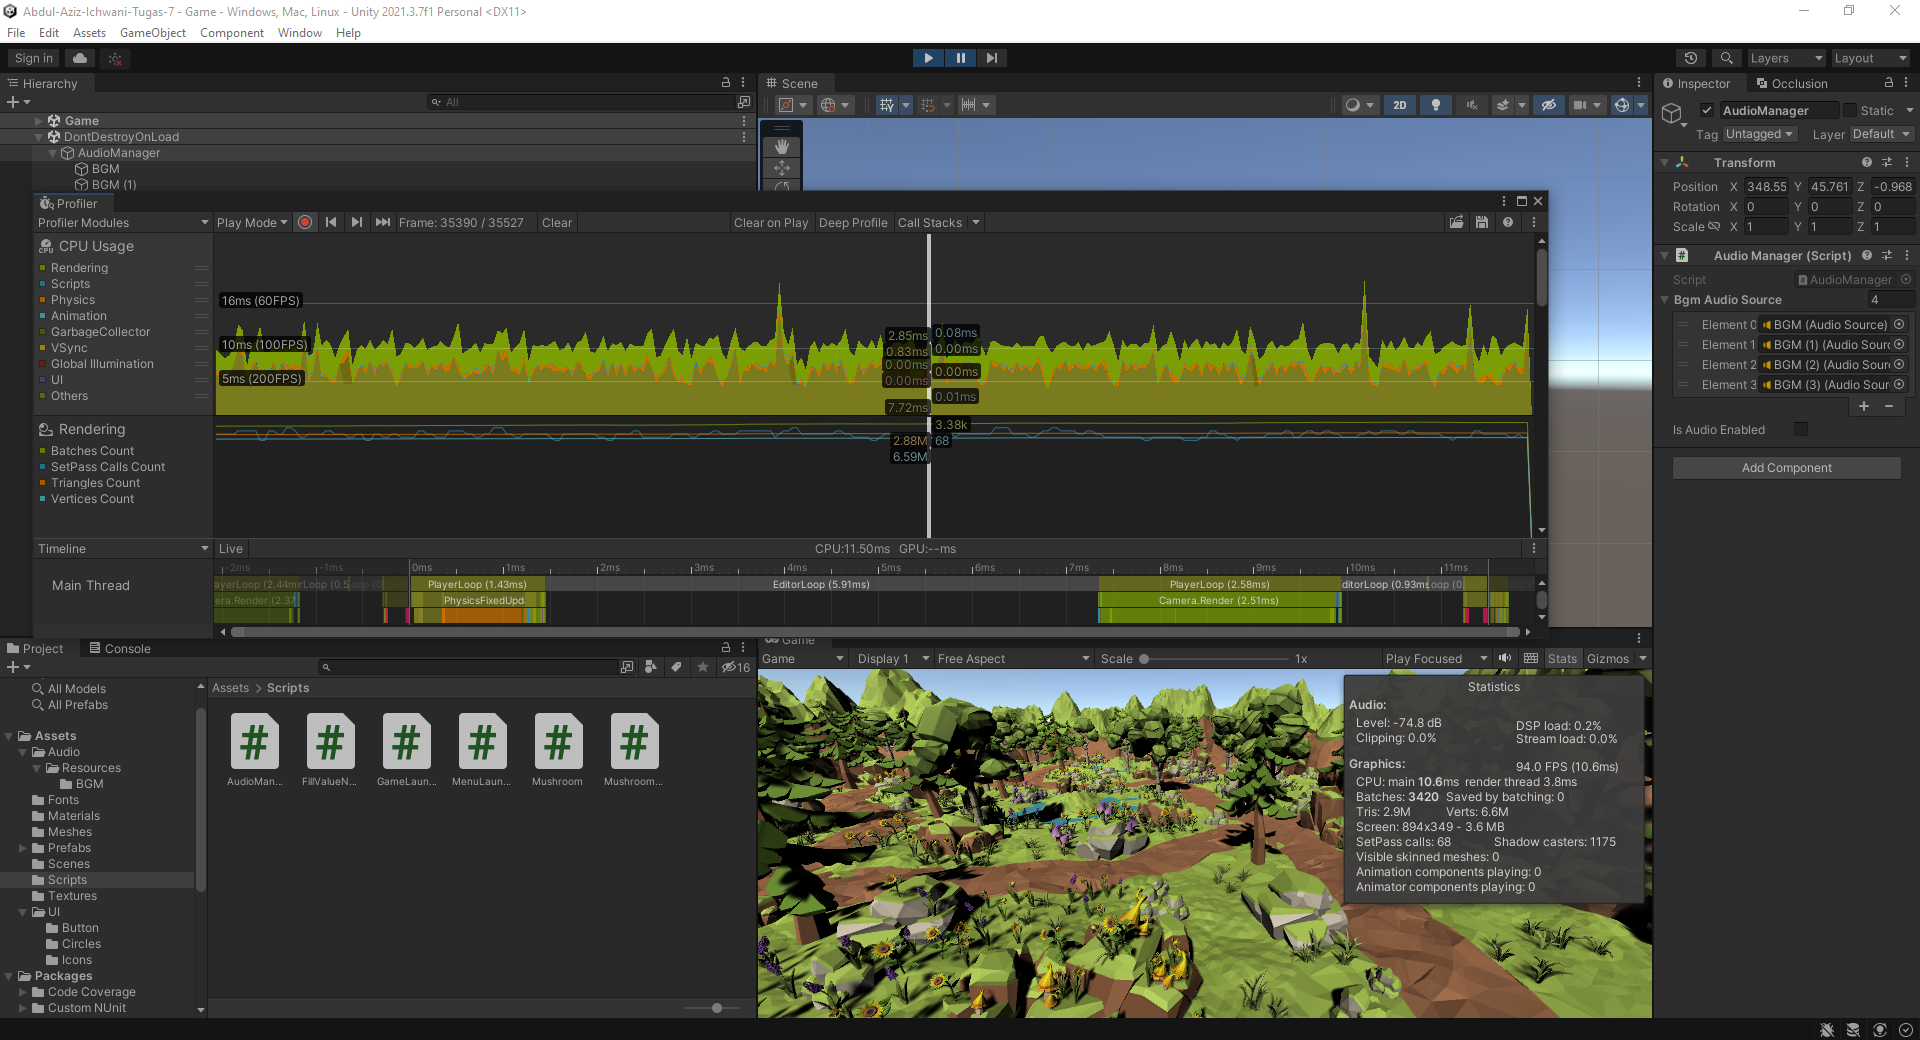 Abdul-Aziz-Ichwani-Tugas-7 - Game - Windows, Mac, Linux - Unity 2021.3.7f1 Personal <DX11>
File Edit Assets GameObject Component Window Help
Sign in
Layers Layout
Hierarchy
All
Game
DontDestroyOnLoad
AudioManager
BGM
BGM (1)
Scene
2D
Inspector Occlusion
AudioManager Static
Tag Untagged Layer Default
Transform
Position X 348.55 Y 45.761 Z -0.968
Rotation X 0 Y 0 Z 0
Scale X 1 Y 1 Z 1
# Audio Manager (Script)
Script AudioManager
Bgm Audio Source 4
Element 0 BGM (Audio Source)
Element 1 BGM (1) (Audio Sour
Element 2 BGM (2) (Audio Sour
Element 3 BGM (3) (Audio Sour
+ −
Is Audio Enabled
Add Component
Profiler
Profiler Modules Play Mode Frame: 35390 / 35527 Clear Clear on Play Deep Profile Call Stacks
CPU Usage
Rendering
Scripts
Physics
Animation
GarbageCollector
VSync
Global Illumination
UI
Others
16ms (60FPS)
10ms (100FPS)
5ms (200FPS)
2.85ms 0.08ms
0.83ms 0.00ms
0.00ms 0.00ms
0.00ms 0.01ms
7.72ms
Rendering
Batches Count
SetPass Calls Count
Triangles Count
Vertices Count
3.38k
2.88M 68
6.59M
Timeline Live CPU:11.50ms GPU:--ms
-2ms -1ms 0ms 1ms 2ms 3ms 4ms 5ms 6ms 7ms 8ms 9ms 10ms 11ms
Main Thread
ayerLoop (2.44m rLoop (0.5 PlayerLoop (1.43ms) EditorLoop (5.91ms) PlayerLoop (2.58ms) ditorLoop (0.93ms
era.Render (2.37 PhysicsFixedUpd Camera.Render (2.51ms)
Project Console
16
All Models
All Prefabs
Assets
Audio
Resources
BGM
Fonts
Materials
Meshes
Prefabs
Scenes
Scripts
Textures
UI
Button
Circles
Icons
Packages
Code Coverage
Custom NUnit
Assets > Scripts
# # # # # #
AudioMan... FillValueN... GameLaun... MenuLaun... Mushroom Mushroom...
Game
Game Display 1 Free Aspect Scale 1x Play Focused Stats Gizmos
Statistics
Audio:
Level: -74.8 dB DSP load: 0.2%
Clipping: 0.0% Stream load: 0.0%
Graphics: 94.0 FPS (10.6ms)
CPU: main 10.6ms render thread 3.8ms
Batches: 3420 Saved by batching: 0
Tris: 2.9M Verts: 6.6M
Screen: 894x349 - 3.6 MB
SetPass calls: 68 Shadow casters: 1175
Visible skinned meshes: 0
Animation components playing: 0
Animator components playing: 0